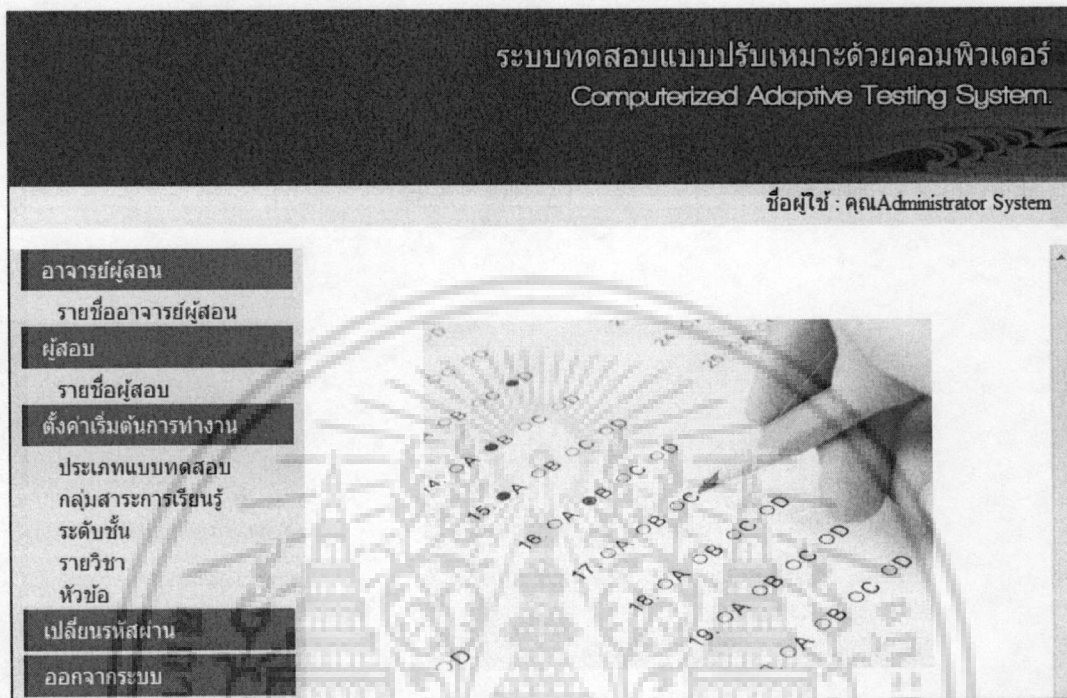 ระบบทดสอบแบบปรับเหมาะด้วยคอมพิวเตอร์
Computerized Adaptive Testing System.
ชื่อผู้ใช้ : คุณAdministrator System
อาจารย์ผู้สอน
รายชื่ออาจารย์ผู้สอน
ผู้สอบ
รายชื่อผู้สอบ
ตั้งค่าเริ่มต้นการทำงาน
ประเภทแบบทดสอบ
กลุ่มสาระการเรียนรู้
ระดับชั้น
รายวิชา
หัวข้อ
เปลี่ยนรหัสผ่าน
ออกจากระบบ
14. A B C D
15. A B C D
16. A B C D
17. A B C
18. A B C D
19. A B C D
A B C D
24
25. A